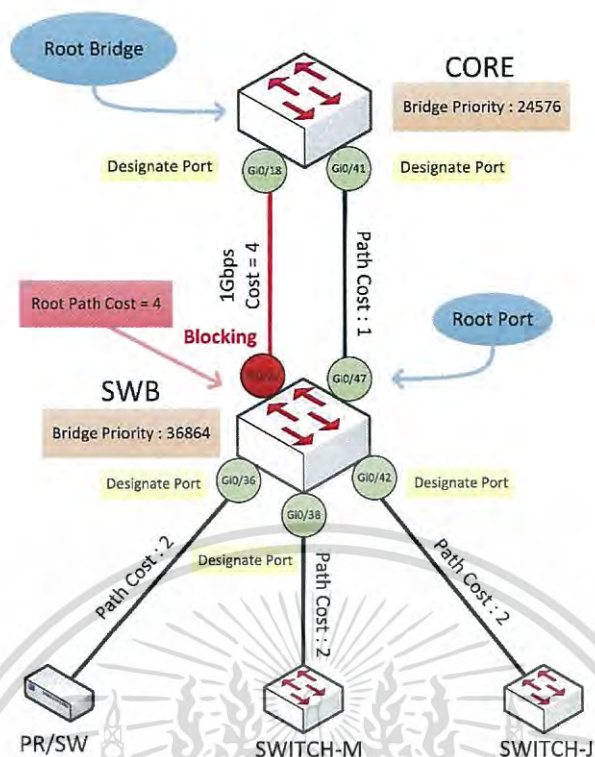 Root Bridge
CORE
Bridge Priority : 24576
Designate Port
Gi0/18
Gi0/41
Designate Port
1Gbps
Cost = 4
Path Cost : 1
Root Path Cost = 4
Blocking
Root Port
SWB
Gi0/47
Bridge Priority : 36864
Designate Port
Gi0/36
Gi0/38
Gi0/42
Designate Port
Designate Port
Path Cost : 2
Path Cost : 2
Path Cost : 2
PR/SW
SWITCH-M
SWITCH-J